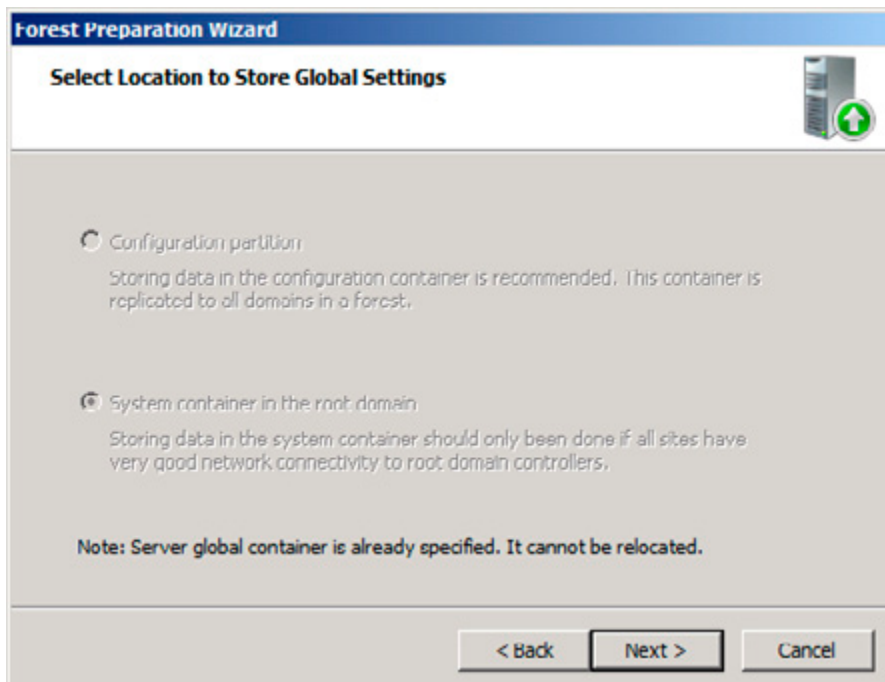 Forest Preparation Wizard
Select Location to Store Global Settings
Configuration partition
Storing data in the configuration container is recommended. This container is
replicated to all domains in a forest.
System container in the root domain
Storing data in the system container should only been done if all sites have
very good network connectivity to root domain controllers.
Note: Server global container is already specified. It cannot be relocated.
< Back Next > Cancel